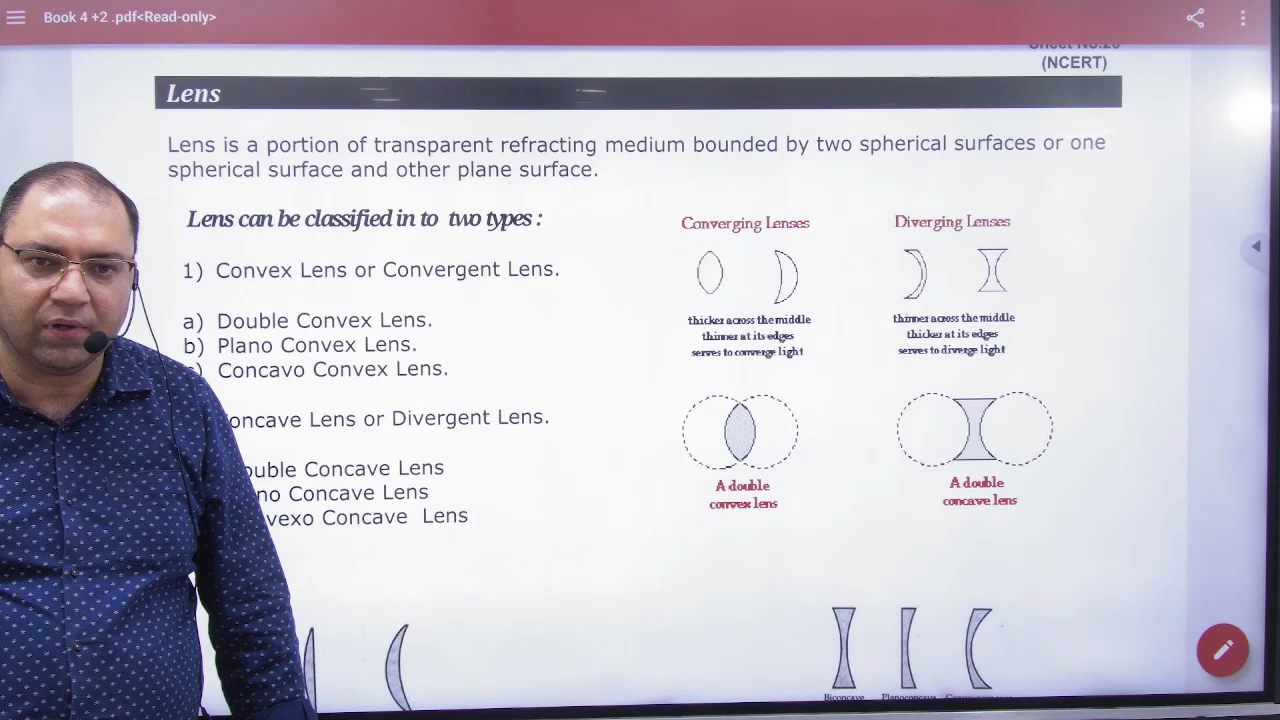 Book 4 +2 .pdf<Read-only>
Sheet No.20
(NCERT)
Lens
Lens is a portion of transparent refracting medium bounded by two spherical surfaces or one
spherical surface and other plane surface.
Lens can be classified in to two types :
1) Convex Lens or Convergent Lens.
a) Double Convex Lens.
b) Plano Convex Lens.
) Concavo Convex Lens.
oncave Lens or Divergent Lens.
ouble Concave Lens
no Concave Lens
vexo Concave Lens
Converging Lenses
thicker across the middle
thinner at its edges
serves to converge light
Diverging Lenses
thinner across the middle
thicker at its edges
serves to diverge light
A double
convex lens
A double
concave lens
Biconcave
Planoconcave